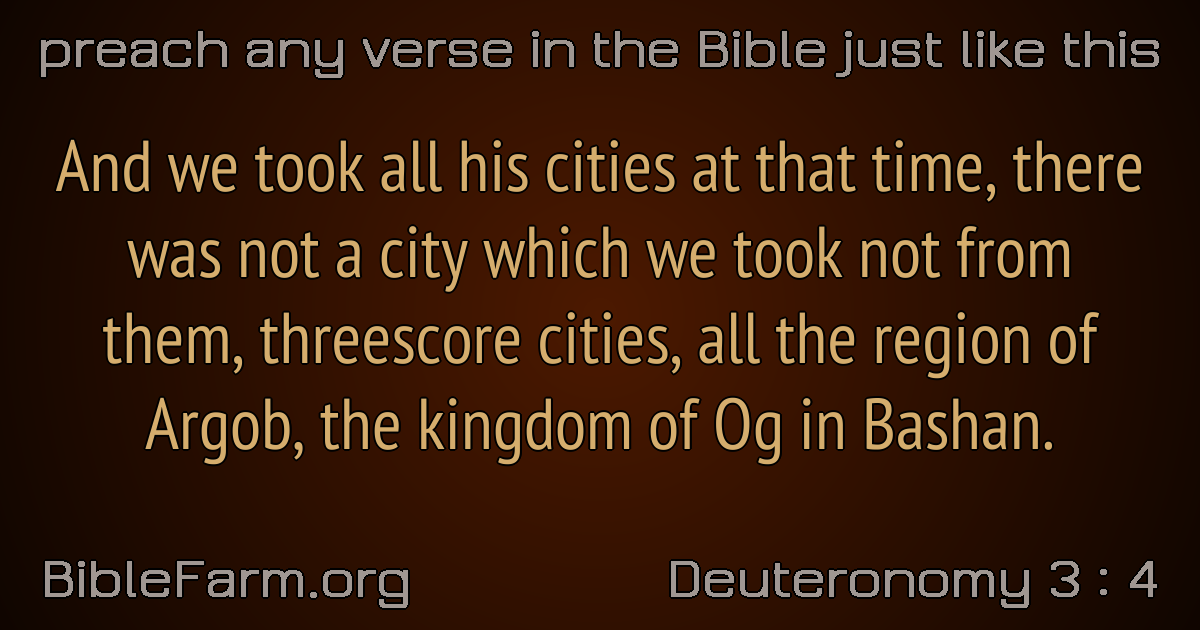 preach any verse in the Bible just like this
And we took all his cities at that time, there
was not a city which we took not from
them, threescore cities, all the region of
Argob, the kingdom of Og in Bashan.
BibleFarm.org
Deuteronomy 3 : 4